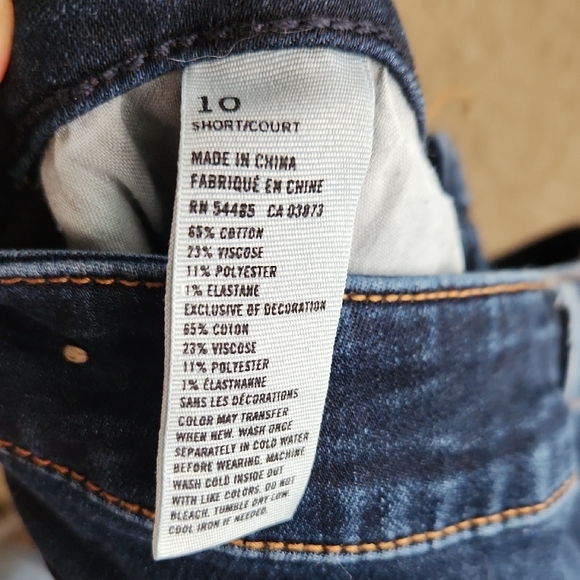 10
SHORT/COURT
MADE IN CHINA
FABRIQUÉ EN CHINE
RN 54485 CA 03873
65% COTTON
23% VISCOSE
11% POLYESTER
1% ELASTANE
EXCLUSIVE OF DECORATION
65% COTON
23% VISCOSE
11% POLYESTER
1% ÉLASTHANNE
SANS LES DÉCORATIONS
COLOR MAY TRANSFER
WHEN NEW. WASH ONCE
SEPARATELY IN COLD WATER
BEFORE WEARING. MACHINE
WASH COLD INSIDE OUT
WITH LIKE COLORS. DO NOT
BLEACH. TUMBLE DRY LOW.
COOL IRON IF NEEDED.